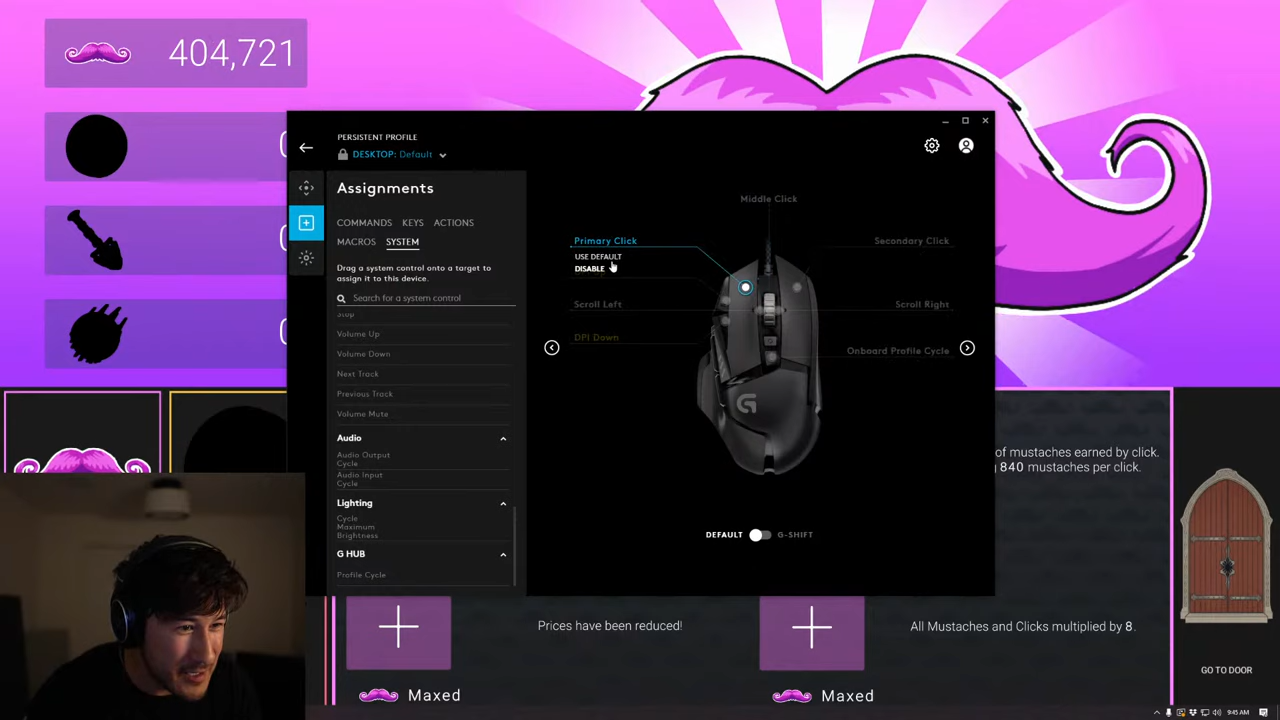 404,721
PERSISTENT PROFILE
DESKTOP: Default
Assignments
COMMANDS KEYS ACTIONS
MACROS SYSTEM
Drag a system control onto a target to
assign it to this device.
Search for a system control
Stop
Volume Up
Volume Down
Next Track
Previous Track
Volume Mute
Audio
Audio Output
Cycle
Audio Input
Cycle
Lighting
Cycle
Maximum
Brightness
G HUB
Profile Cycle
Middle Click
Primary Click
USE DEFAULT
DISABLE
Secondary Click
Scroll Left
Scroll Right
DPI Down
Onboard Profile Cycle
G
DEFAULT G-SHIFT
of mustaches earned by click.
840 mustaches per click.
Prices have been reduced!
All Mustaches and Clicks multiplied by 8.
Maxed
Maxed
GO TO DOOR
9:45 AM